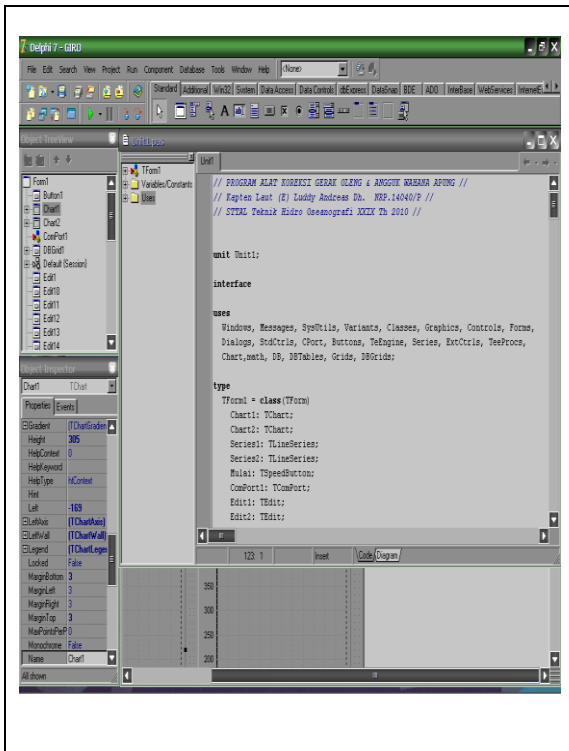 Delphi 7 - GIRO
File Edit Search View Project Run Component Database Tools Window Help <None>
Standard Additional Win32 System Data Access Data Controls dbExpress DataSnap BDE ADO InterBase WebServices InternetE
Object TreeView
Form1
Button1
Chart1
Chart2
ComPort1
DBGrid1
Default {Session}
Edit1
Edit10
Edit11
Edit12
Edit13
Edit14
Object Inspector
Chart1 TChart
Properties Events
Gradient (TChartGradien
Height 305
HelpContext 0
HelpKeyword
HelpType htContext
Hint
Left -169
LeftAxis (TChartAxis)
LeftWall (TChartWall)
Legend (TChartLegen
Locked False
MarginBottom 3
MarginLeft 3
MarginRight 3
MarginTop 3
MaxPointsPerP 0
Monochrome False
Name Chart1
All shown
Unit1.pas
TForm1
Variables/Constants
Uses
Unit1
// PROGRAM ALAT KOREKSI GERAK OLENG & ANGGUK WAHANA APUNG //
// Kapten Laut (E) Luddy Andreas Dh. NRP.14040/P //
// STTAL Teknik Hidro Oseanografi XXIX Th 2010 //
unit Unit1;
interface
uses
Windows, Messages, SysUtils, Variants, Classes, Graphics, Controls, Forms,
Dialogs, StdCtrls, CPort, Buttons, TeEngine, Series, ExtCtrls, TeeProcs,
Chart,math, DB, DBTables, Grids, DBGrids;
type
TForm1 = class(TForm)
Chart1: TChart;
Chart2: TChart;
Series1: TLineSeries;
Series2: TLineSeries;
Mulai: TSpeedButton;
ComPort1: TComPort;
Edit1: TEdit;
Edit2: TEdit;
123: 1 Insert Code Diagram
350
300
250
200